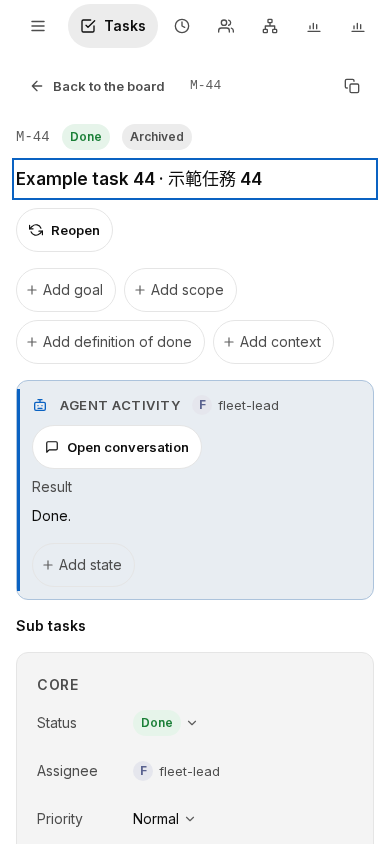 Tasks
Back to the board M-44
M-44 Done Archived
Example task 44 · 示範任務 44
Reopen
Add goal Add scope
Add definition of done Add context
AGENT ACTIVITY F fleet-lead
Open conversation
Result
Done.
Add state
Sub tasks
CORE
Status Done
Assignee F fleet-lead
Priority Normal